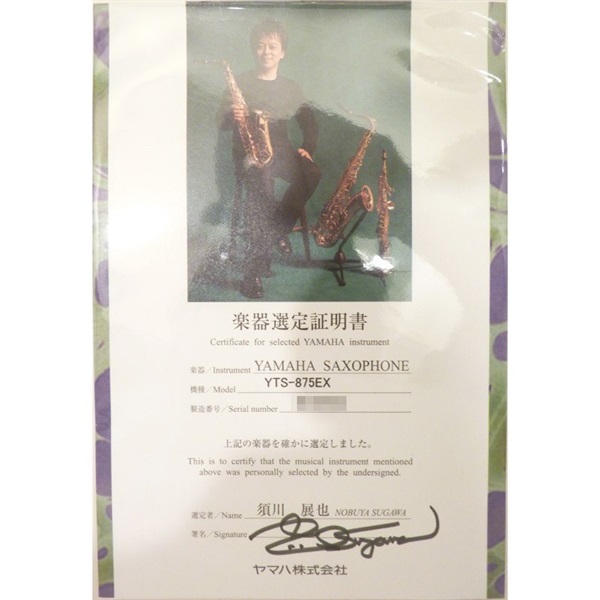 楽器選定証明書
Certificate for selected YAMAHA instrument
楽器／Instrument YAMAHA SAXOPHONE
機種／Model YTS-875EX
製造番号／Serial number
上記の楽器を確かに選定しました。
This is to certify that the musical instrument mentioned
above was personally selected by the undersigned.
選定者／Name 須川 展也 NOBUYA SUGAWA
署名／Signature
ヤマハ株式会社